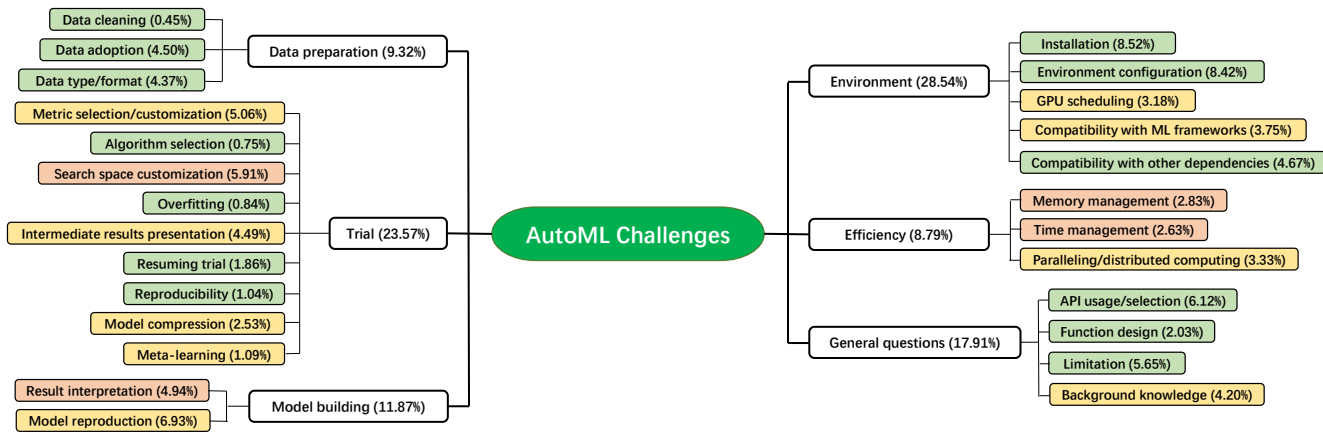 Data cleaning (0.45%)
Data adoption (4.50%)
Data type/format (4.37%)
Data preparation (9.32%)
Metric selection/customization (5.06%)
Algorithm selection (0.75%)
Search space customization (5.91%)
Overfitting (0.84%)
Intermediate results presentation (4.49%)
Resuming trial (1.86%)
Reproducibility (1.04%)
Model compression (2.53%)
Meta-learning (1.09%)
Trial (23.57%)
Result interpretation (4.94%)
Model reproduction (6.93%)
Model building (11.87%)
AutoML Challenges
Environment (28.54%)
Installation (8.52%)
Environment configuration (8.42%)
GPU scheduling (3.18%)
Compatibility with ML frameworks (3.75%)
Compatibility with other dependencies (4.67%)
Efficiency (8.79%)
Memory management (2.83%)
Time management (2.63%)
Paralleling/distributed computing (3.33%)
General questions (17.91%)
API usage/selection (6.12%)
Function design (2.03%)
Limitation (5.65%)
Background knowledge (4.20%)